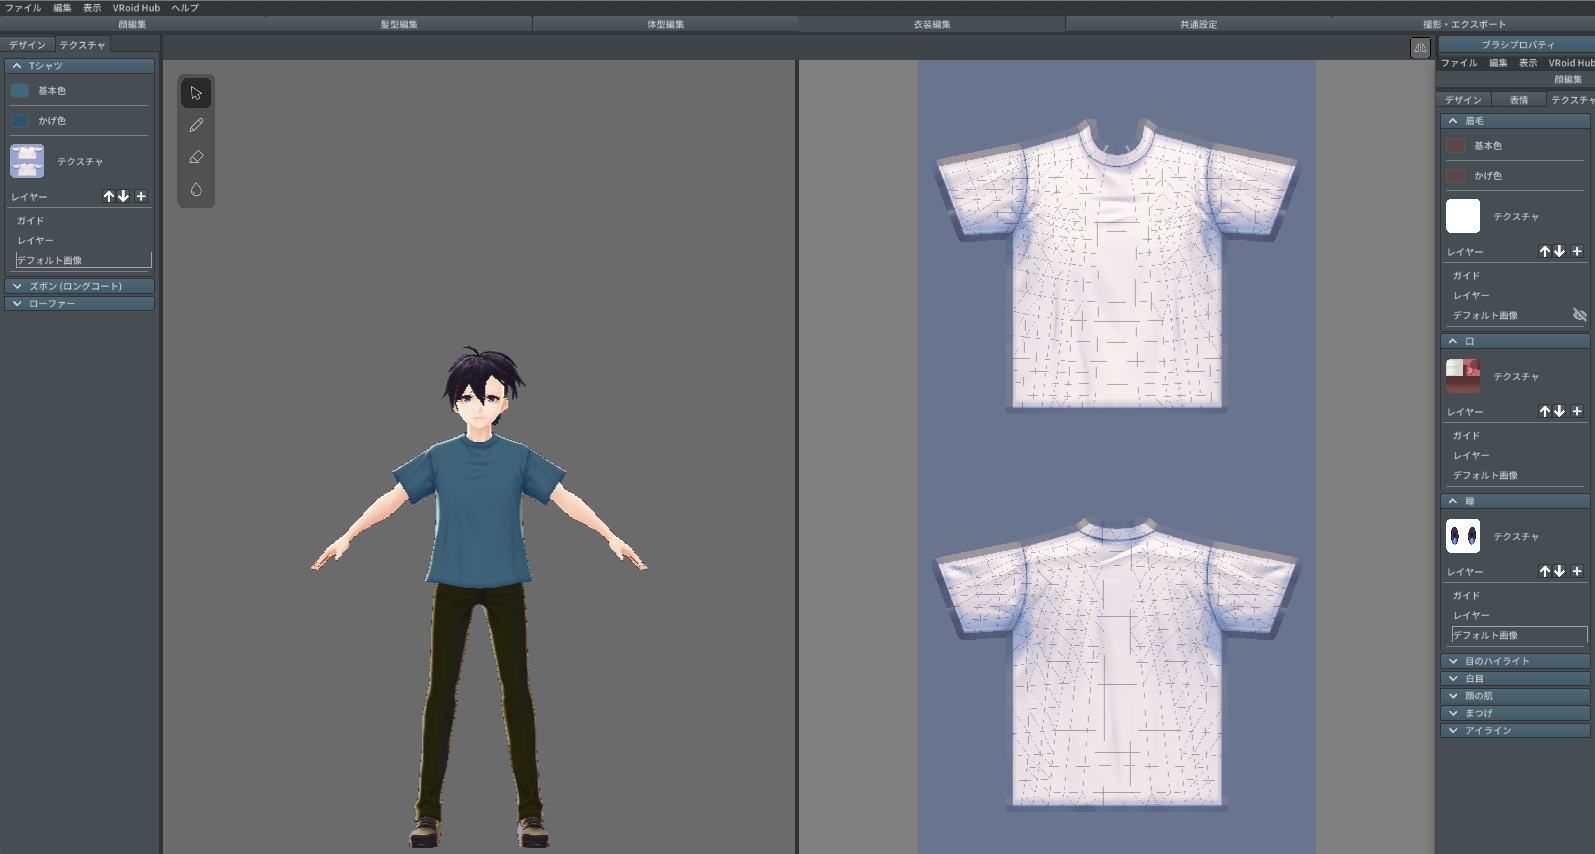 ファイル 編集 表示 VRoid Hub ヘルプ
顔編集 髪型編集 体型編集 衣装編集 共通設定 撮影・エクスポート
デザイン テクスチャ
Tシャツ
基本色
かげ色
テクスチャ
レイヤー
ガイド
レイヤー
デフォルト画像
ズボン (ロングコート)
ローファー
ブラシプロパティ
ファイル 編集 表示 VRoid Hub
顔編集
デザイン 表情 テクスチャ
眉毛
基本色
かげ色
テクスチャ
レイヤー
ガイド
レイヤー
デフォルト画像
口
テクスチャ
レイヤー
ガイド
レイヤー
デフォルト画像
瞳
テクスチャ
レイヤー
ガイド
レイヤー
デフォルト画像
目のハイライト
白目
顔の肌
まつげ
アイライン